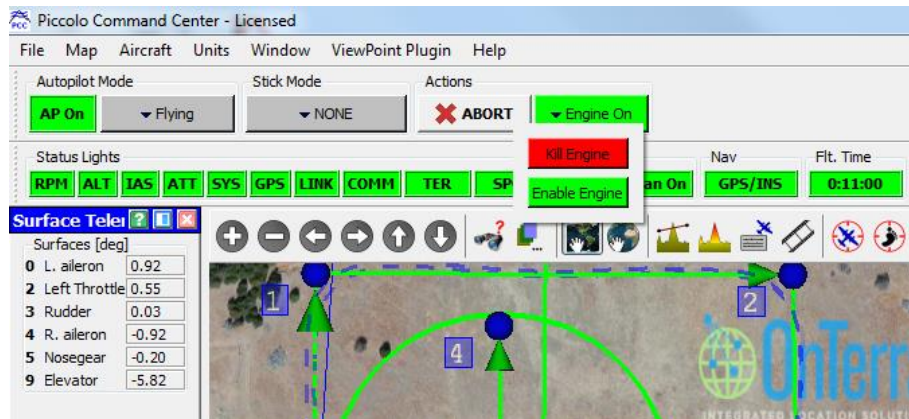 Piccolo Command Center - Licensed
File Map Aircraft Units Window ViewPoint Plugin Help
Autopilot Mode Stick Mode Actions
AP On Flying NONE ABORT Engine On
Kill Engine
Status Lights Nav Flt. Time
RPM ALT IAS ATT SYS GPS LINK COMM TER an On GPS/INS 0:11:00
Enable Engine
Surface Tele
Surfaces [deg]
0 L. aileron 0.92
2 Left Throttle 0.55
3 Rudder 0.03
4 R. aileron -0.92
5 Nosegear -0.20
9 Elevator -5.82
1 2
4
OnTerra
INTEGRATED LOCATION SOLUTI